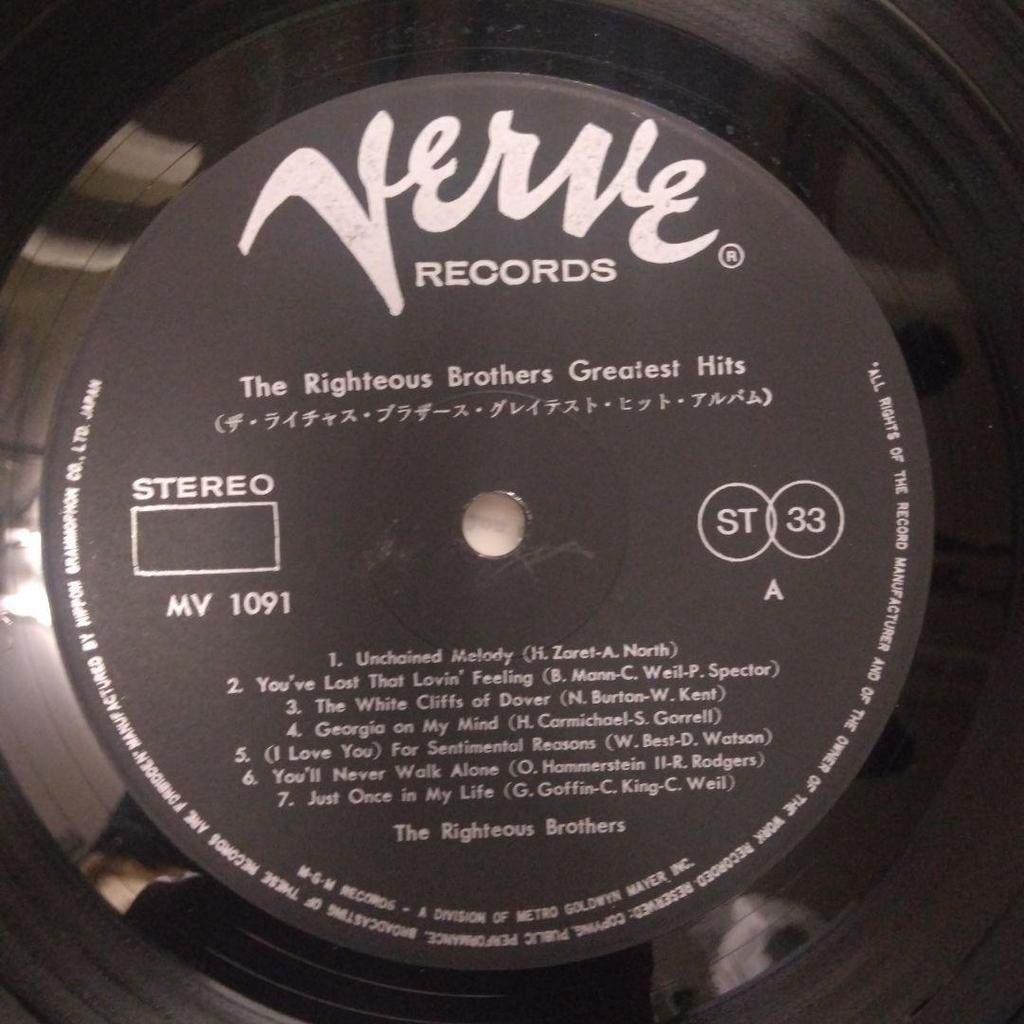 Verve
RECORDS ®
The Righteous Brothers Greatest Hits
(ザ・ライチャス・ブラザース・グレイテスト・ヒット・アルバム)
STEREO
MV 1091
ST 33
A
1. Unchained Melody (H. Zaret-A. North)
2. You've Lost That Lovin' Feeling (B. Mann-C. Weil-P. Spector)
3. The White Cliffs of Dover (N. Burton-W. Kent)
4. Georgia on My Mind (H. Carmichael-S. Gorrell)
5. (I Love You) For Sentimental Reasons (W. Best-D. Watson)
6. You'll Never Walk Alone (O. Hammerstein II-R. Rodgers)
7. Just Once in My Life (G. Goffin-C. King-C. Weil)
The Righteous Brothers
M-G-M RECORDS - A DIVISION OF METRO GOLDWYN MAYER, INC.
"ALL RIGHTS OF THE RECORD MANUFACTURER AND OF THE OWNER OF THE WORK RECORDED RESERVED: COPYING, PUBLIC PERFORMANCE, BROADCASTING OF THESE RECORDS ARE FORBIDDEN" MANUFACTURED BY NIPPON GRAMMOPHON CO., LTD. JAPAN